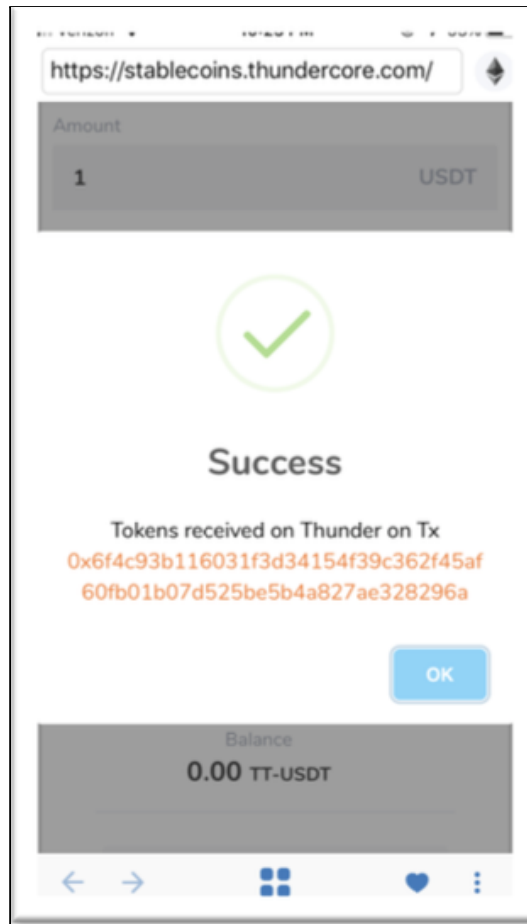 https://stablecoins.thundercore.com/
Amount
1 USDT
Success
Tokens received on Thunder on Tx
0x6f4c93b116031f3d34154f39c362f45af
60fb01b07d525be5b4a827ae328296a
OK
Balance
0.00 TT-USDT